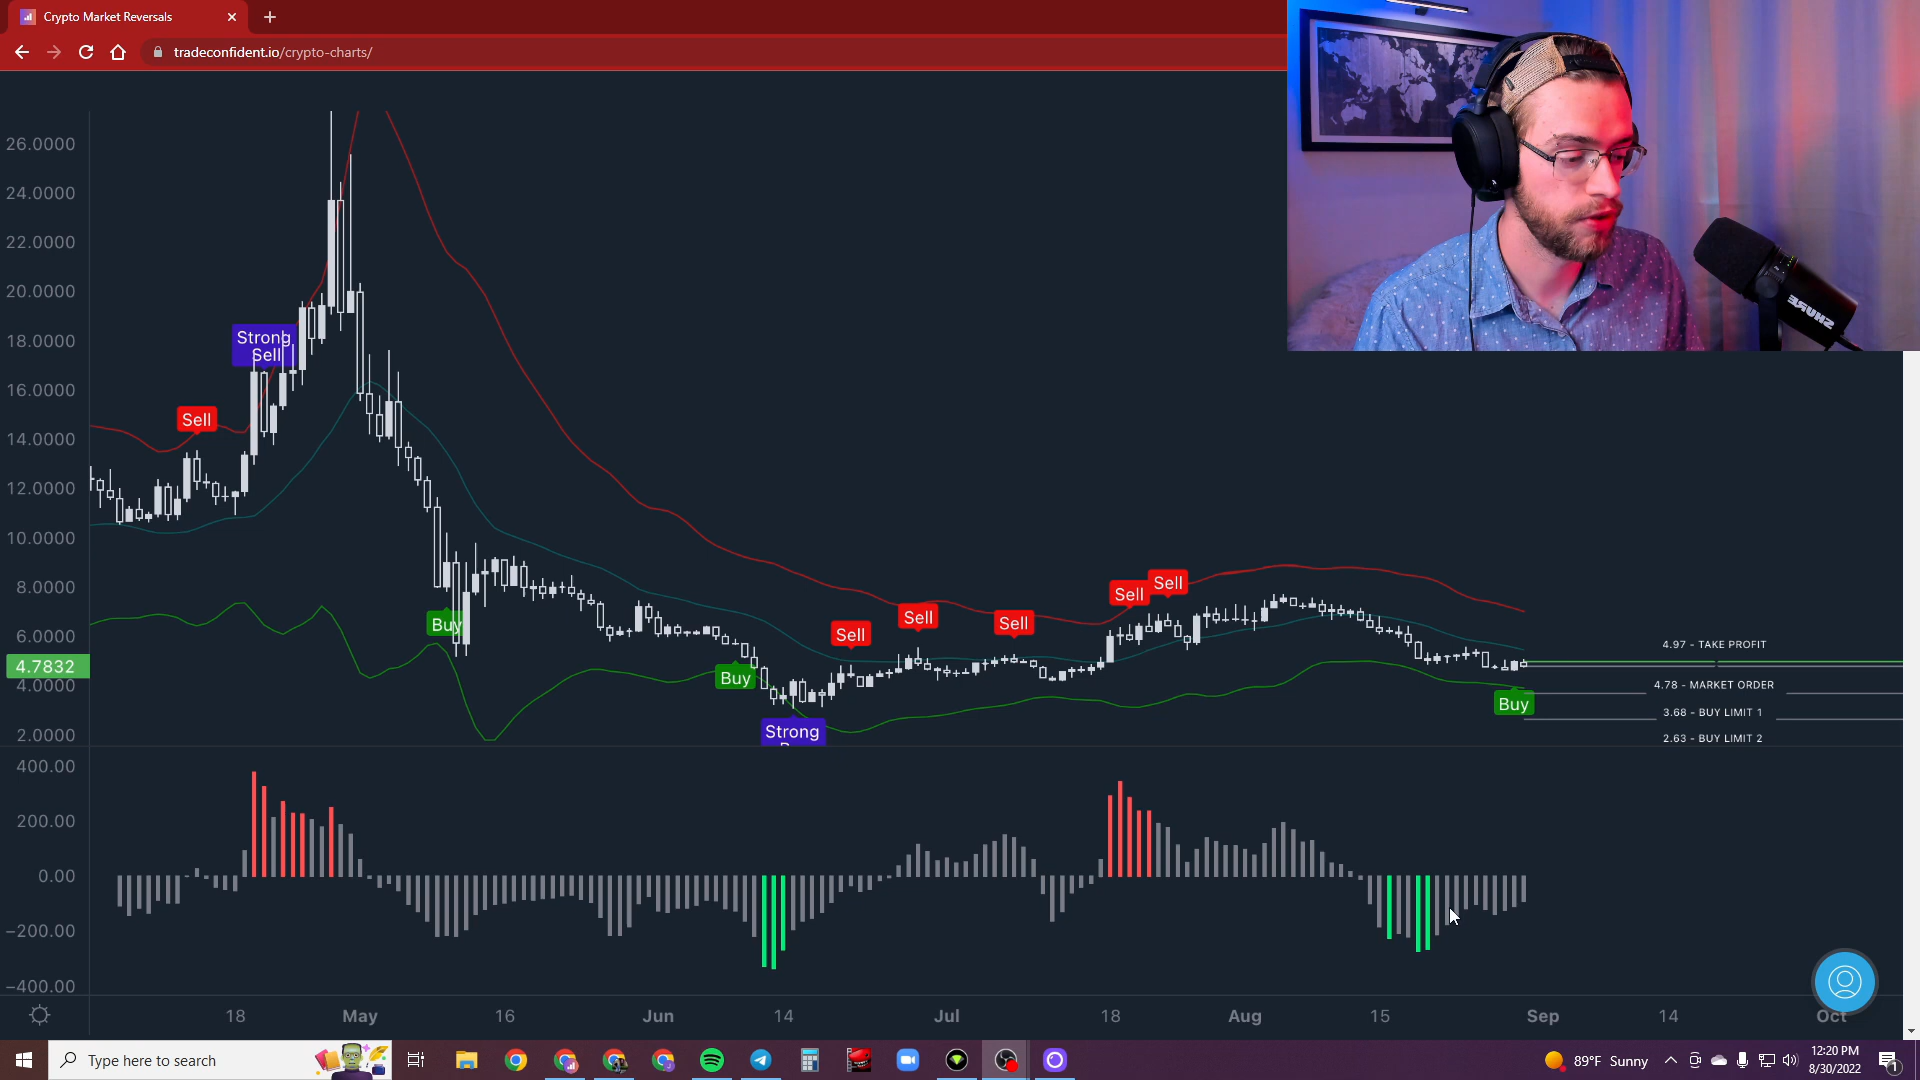 Crypto Market Reversals
tradeconfident.io/crypto-charts/
26.0000
24.0000
22.0000
20.0000
18.0000
16.0000
14.0000
12.0000
10.0000
8.0000
6.0000
4.7832
4.0000
2.0000
Strong
Sell
Sell
Buy
Buy
Strong
Sell
Sell
Sell
Sell
Sell
Buy
4.97 - TAKE PROFIT
4.78 - MARKET ORDER
3.68 - BUY LIMIT 1
2.63 - BUY LIMIT 2
400.00
200.00
0.00
−200.00
−400.00
18 May 16 Jun 14 Jul 18 Aug 15 Sep 14 Oct
SHURE
Type here to search
89°F Sunny
12:20 PM
8/30/2022
1